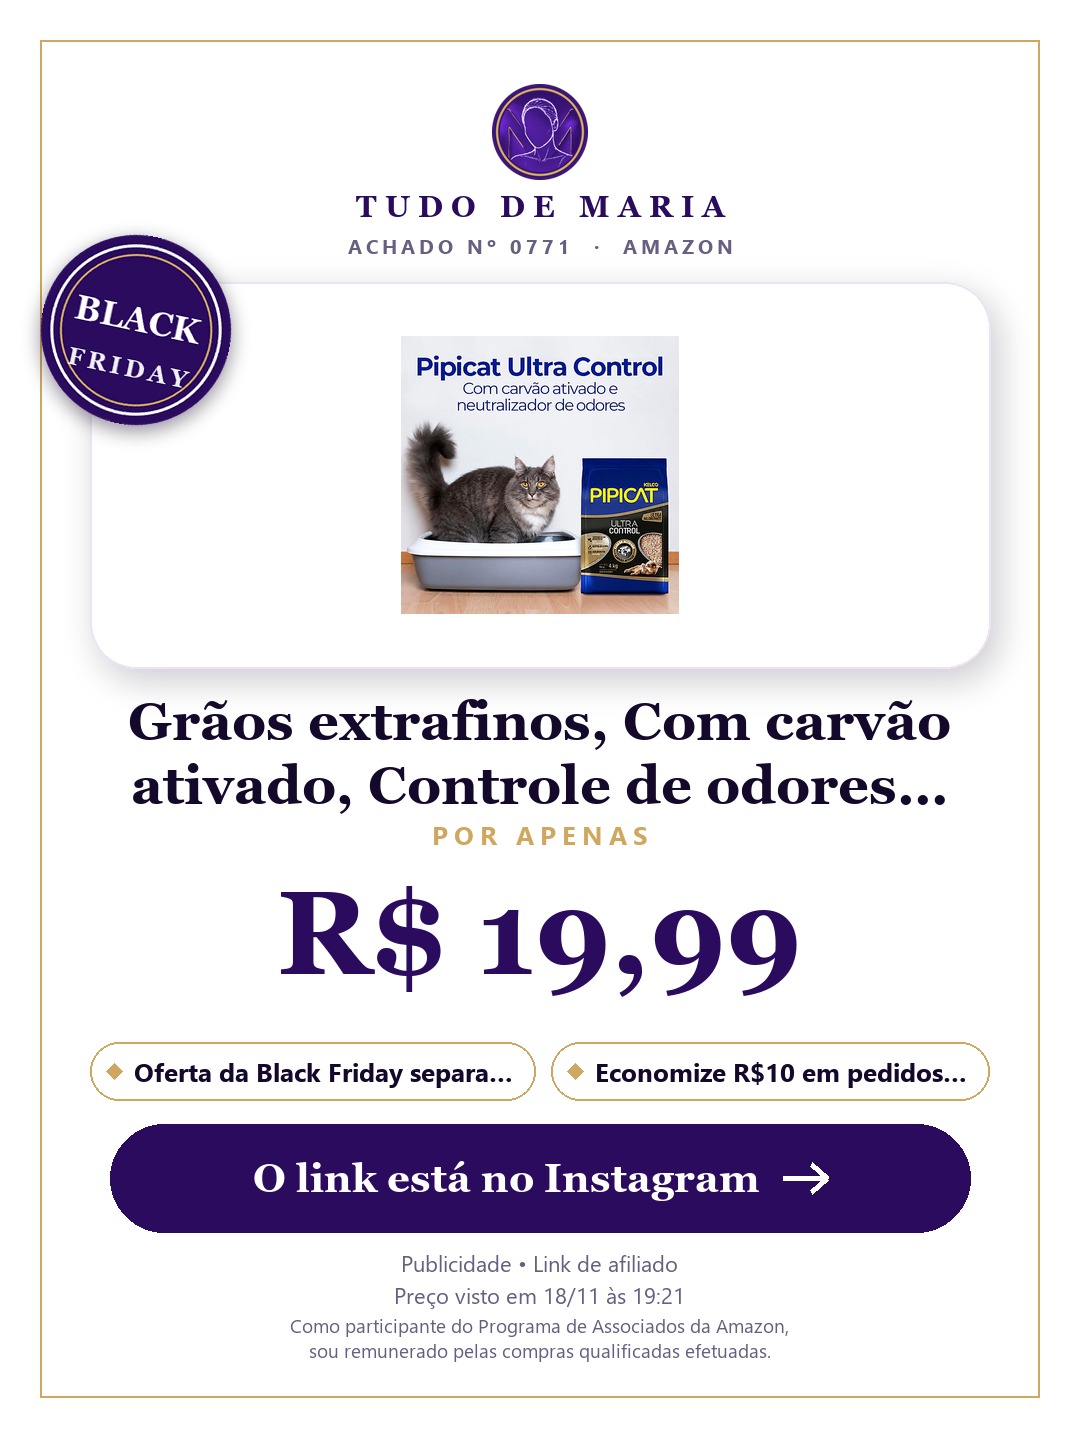 TUDO DE MARIA
ACHADO Nº 0771 · AMAZON
BLACK
FRIDAY
Pipicat Ultra Control
Com carvão ativado e
neutralizador de odores
KELCO
PIPICAT
ULTRA
CONTROL
4 kg
Grãos extrafinos, Com carvão
ativado, Controle de odores...
POR APENAS
R$ 19,99
Oferta da Black Friday separa...
Economize R$10 em pedidos...
O link está no Instagram →
Publicidade • Link de afiliado
Preço visto em 18/11 às 19:21
Como participante do Programa de Associados da Amazon,
sou remunerado pelas compras qualificadas efetuadas.